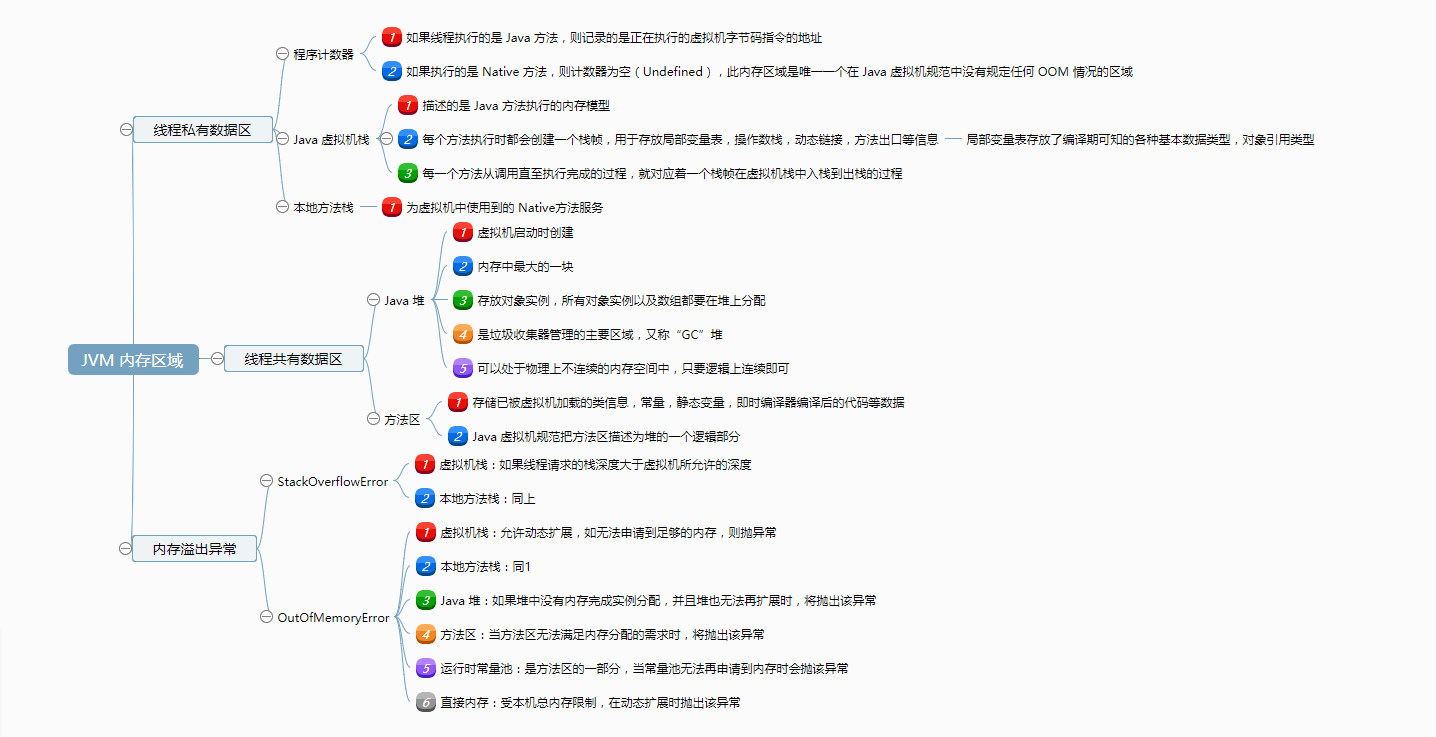 JVM 内存区域
线程私有数据区
程序计数器
1 如果线程执行的是 Java 方法，则记录的是正在执行的虚拟机字节码指令的地址
2 如果执行的是 Native 方法，则计数器为空（Undefined），此内存区域是唯一一个在 Java 虚拟机规范中没有规定任何 OOM 情况的区域
Java 虚拟机栈
1 描述的是 Java 方法执行的内存模型
2 每个方法执行时都会创建一个栈帧，用于存放局部变量表，操作数栈，动态链接，方法出口等信息
局部变量表存放了编译期可知的各种基本数据类型，对象引用类型
3 每一个方法从调用直至执行完成的过程，就对应着一个栈帧在虚拟机栈中入栈到出栈的过程
本地方法栈
1 为虚拟机中使用到的 Native方法服务
线程共有数据区
Java 堆
1 虚拟机启动时创建
2 内存中最大的一块
3 存放对象实例，所有对象实例以及数组都要在堆上分配
4 是垃圾收集器管理的主要区域，又称“GC”堆
5 可以处于物理上不连续的内存空间中，只要逻辑上连续即可
方法区
1 存储已被虚拟机加载的类信息，常量，静态变量，即时编译器编译后的代码等数据
2 Java 虚拟机规范把方法区描述为堆的一个逻辑部分
内存溢出异常
StackOverflowError
1 虚拟机栈：如果线程请求的栈深度大于虚拟机所允许的深度
2 本地方法栈：同上
OutOfMemoryError
1 虚拟机栈：允许动态扩展，如无法申请到足够的内存，则抛异常
2 本地方法栈：同1
3 Java 堆：如果堆中没有内存完成实例分配，并且堆也无法再扩展时，将抛出该异常
4 方法区：当方法区无法满足内存分配的需求时，将抛出该异常
5 运行时常量池：是方法区的一部分，当常量池无法再申请到内存时会抛该异常
6 直接内存：受本机总内存限制，在动态扩展时抛出该异常